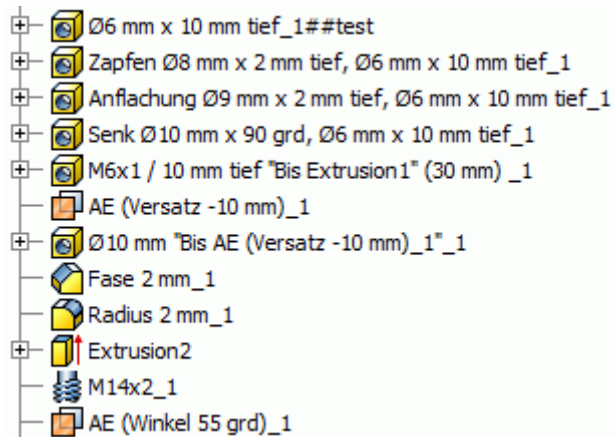 Ø6 mm x 10 mm tief_1##test
Zapfen Ø8 mm x 2 mm tief, Ø6 mm x 10 mm tief_1
Anflachung Ø9 mm x 2 mm tief, Ø6 mm x 10 mm tief_1
Senk Ø10 mm x 90 grd, Ø6 mm x 10 mm tief_1
M6x1 / 10 mm tief "Bis Extrusion1" (30 mm) _1
AE (Versatz -10 mm)_1
Ø10 mm "Bis AE (Versatz -10 mm)_1"_1
Fase 2 mm_1
Radius 2 mm_1
Extrusion2
M14x2_1
AE (Winkel 55 grd)_1